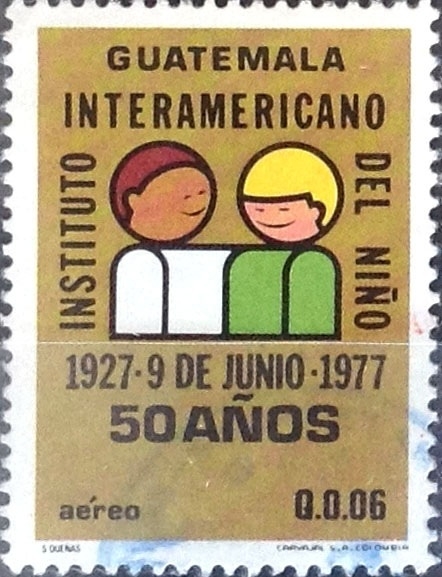 GUATEMALA
INSTITUTO
INTERAMERICANO
DEL NIÑO
1927·9 DE JUNIO·1977
50 AÑOS
aéreo
Q.0.06
S DUEÑAS
CARVAJAL S.A. COLOMBIA